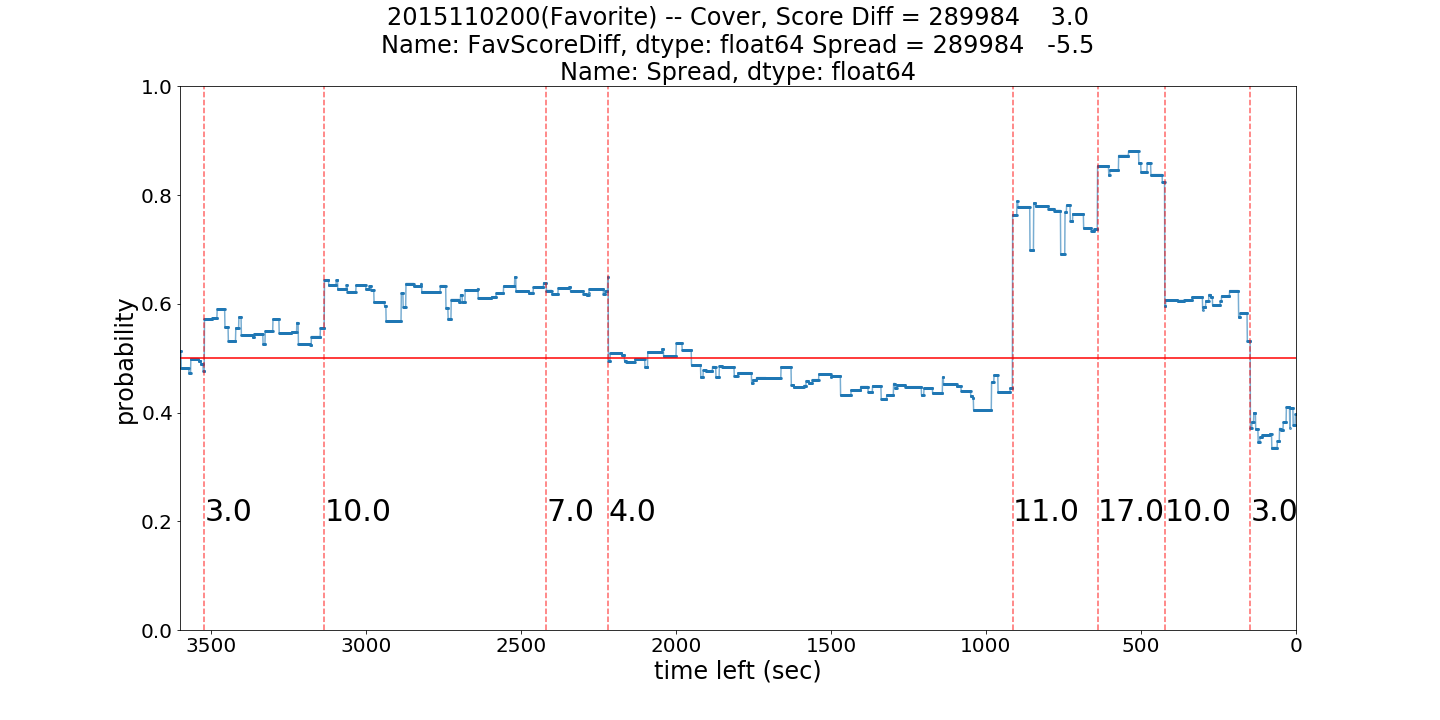 2015110200(Favorite) -- Cover, Score Diff = 289984    3.0
Name: FavScoreDiff, dtype: float64 Spread = 289984   -5.5
Name: Spread, dtype: float64
1.0
0.8
0.6
0.4
0.2
0.0
probability
3.0 10.0 7.0 4.0 11.0 17.0 10.0 3.0
3500 3000 2500 2000 1500 1000 500 0
time left (sec)